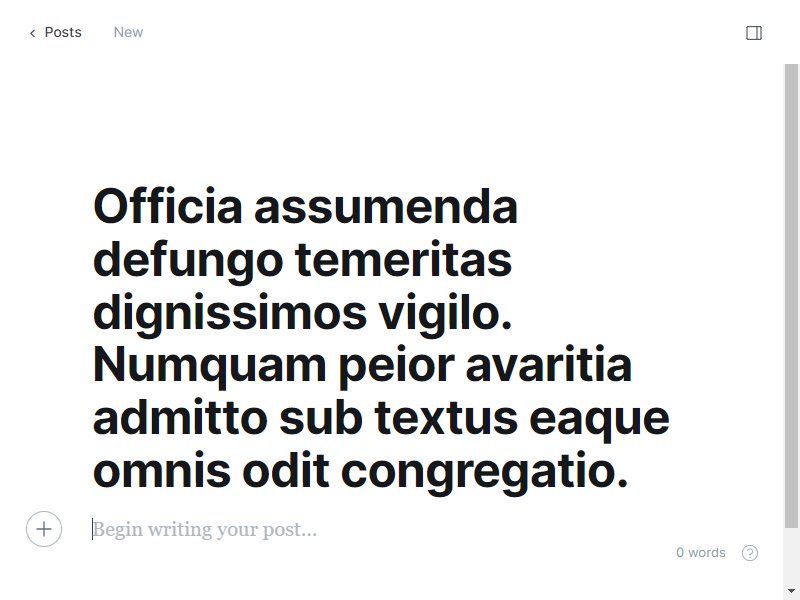 Posts New
Officia assumenda
defungo temeritas
dignissimos vigilo.
Numquam peior avaritia
admitto sub textus eaque
omnis odit congregatio.
Begin writing your post...
0 words